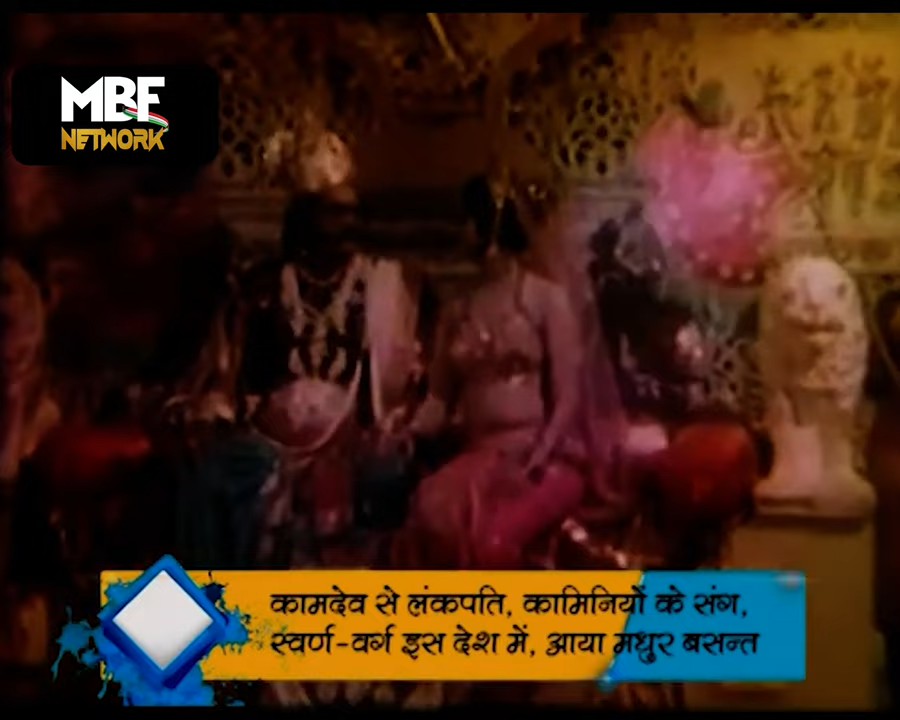 MBF
NETWORK
कामदेव से लंकपति, कामिनियों के संग,
स्वर्ण-वर्ग इस देश में, आया मधुर बसन्त